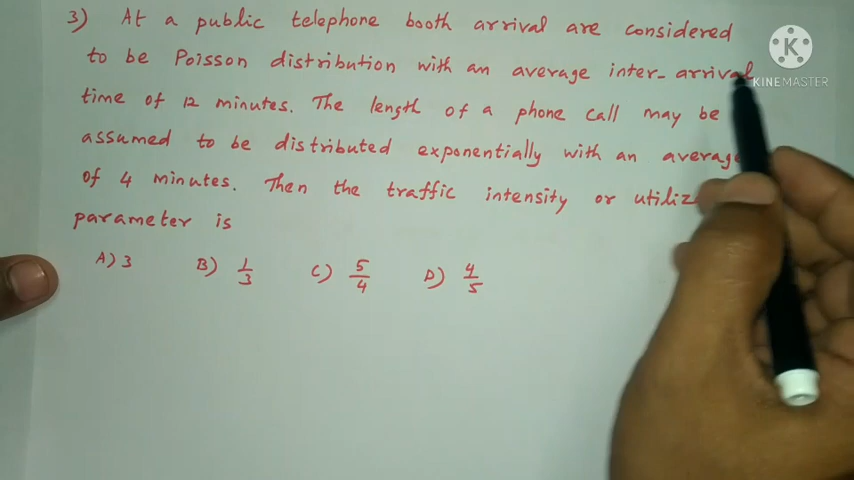 3) At a public telephone booth arrival are considered
to be Poisson distribution with an average inter-arrival
time of 12 minutes. The length of a phone call may be
assumed to be distributed exponentially with an average
of 4 minutes. Then the traffic intensity or utiliz
parameter is
A) 3 B) 1/3 C) 5/4 D) 4/5
K
KINEMASTER